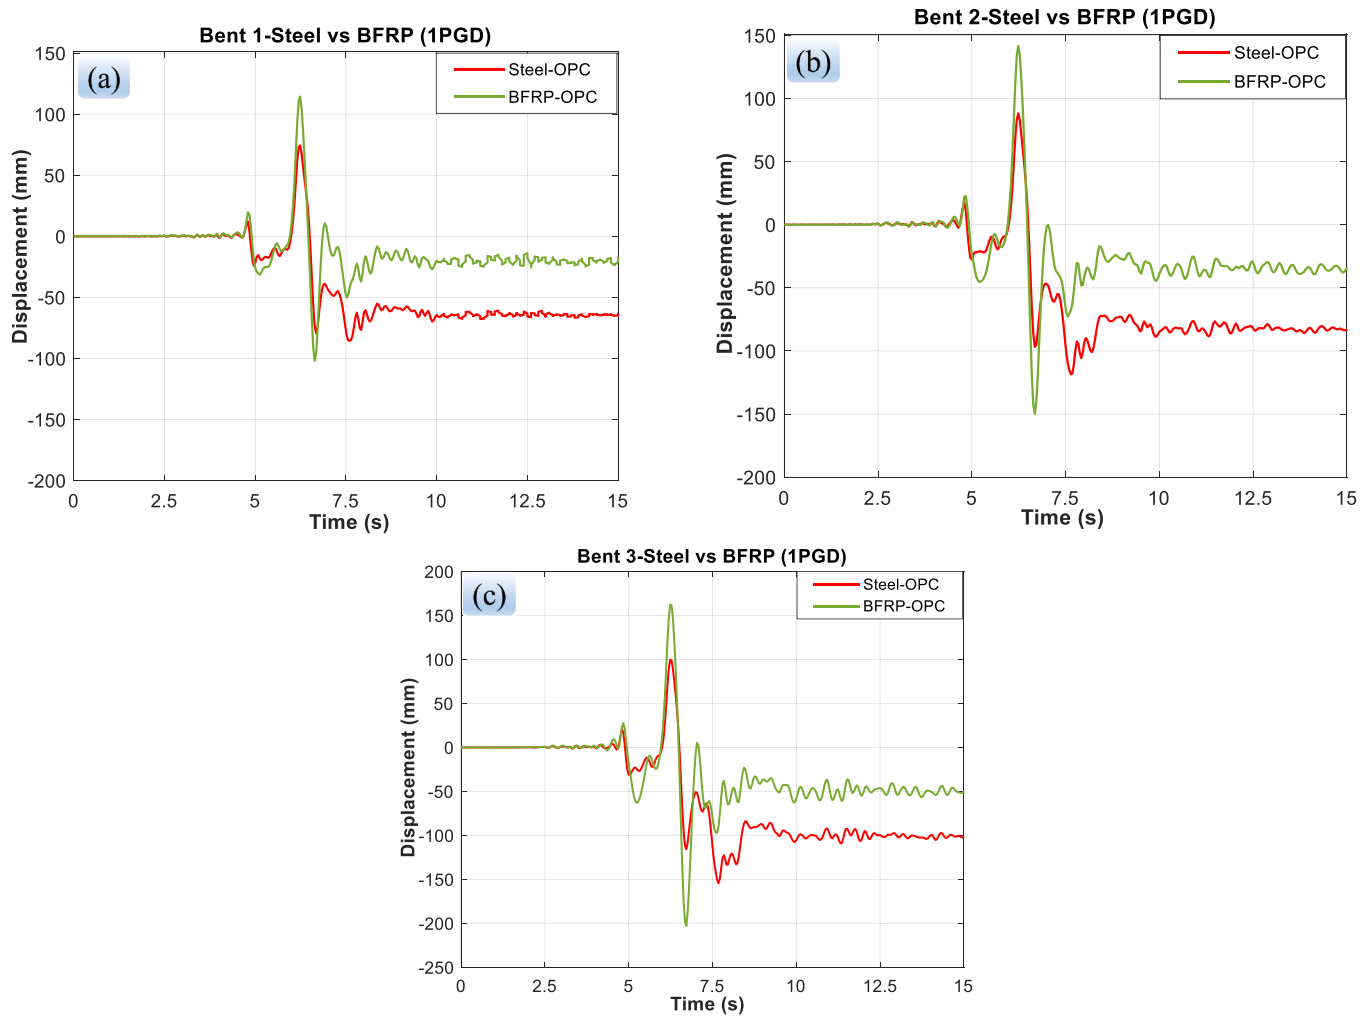 Bent 1-Steel vs BFRP (1PGD)
(a)
Steel-OPC
BFRP-OPC
150
100
50
0
-50
-100
-150
-200
Displacement (mm)
0 2.5 5 7.5 10 12.5 15
Time (s)
Bent 2-Steel vs BFRP (1PGD)
(b)
Steel-OPC
BFRP-OPC
150
100
50
0
-50
-100
-150
-200
Displacement (mm)
0 2.5 5 7.5 10 12.5 15
Time (s)
Bent 3-Steel vs BFRP (1PGD)
(c)
Steel-OPC
BFRP-OPC
200
150
100
50
0
-50
-100
-150
-200
-250
Displacement (mm)
0 2.5 5 7.5 10 12.5 15
Time (s)